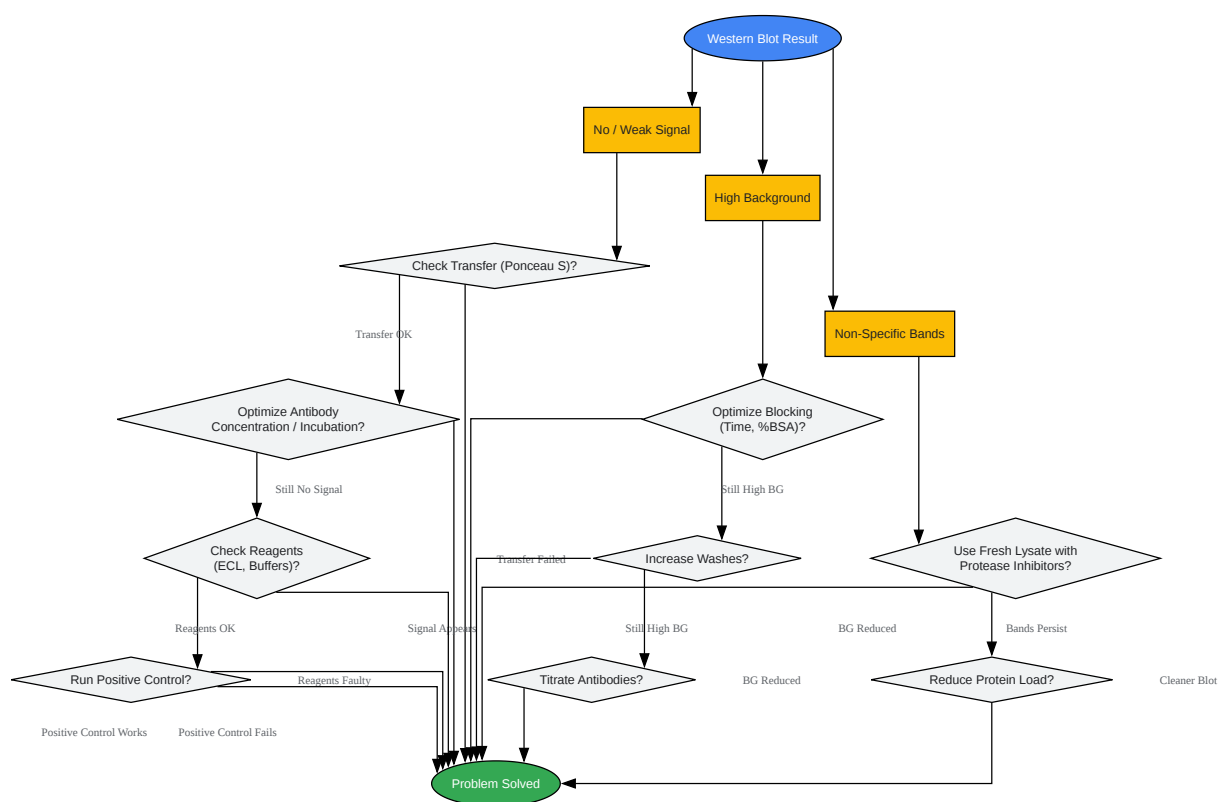 Western Blot Result
No / Weak Signal
High Background
Check Transfer (Ponceau S)?
Transfer OK
Non-Specific Bands
Optimize Antibody
Concentration / Incubation?
Optimize Blocking
(Time, %BSA)?
Still No Signal
Still High BG
Check Reagents
(ECL, Buffers)?
Transfer Failed
Increase Washes?
Use Fresh Lysate with
Protease Inhibitors?
Reagents OK
Signal Appears
Still High BG
BG Reduced
Bands Persist
Run Positive Control?
Reagents Faulty
Titrate Antibodies?
BG Reduced
Reduce Protein Load?
Cleaner Blot
Positive Control Works
Positive Control Fails
Problem Solved